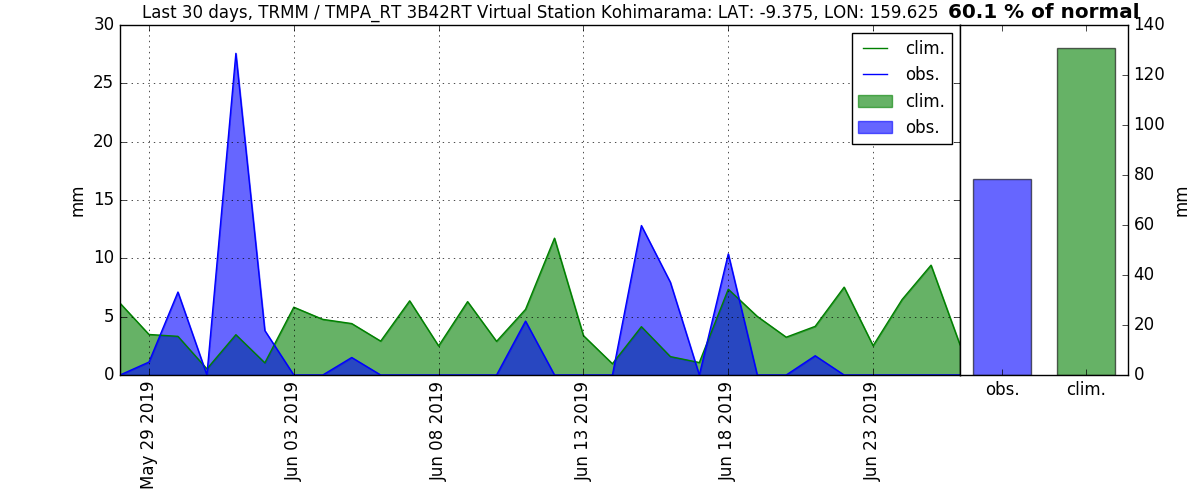 Last 30 days, TRMM / TMPA_RT 3B42RT Virtual Station Kohimarama: LAT: -9.375, LON: 159.625
60.1 % of normal
30
25
20
15
10
5
0
mm
clim.
obs.
clim.
obs.
May 29 2019
Jun 03 2019
Jun 08 2019
Jun 13 2019
Jun 18 2019
Jun 23 2019
140
120
100
80
60
40
20
0
mm
obs.
clim.